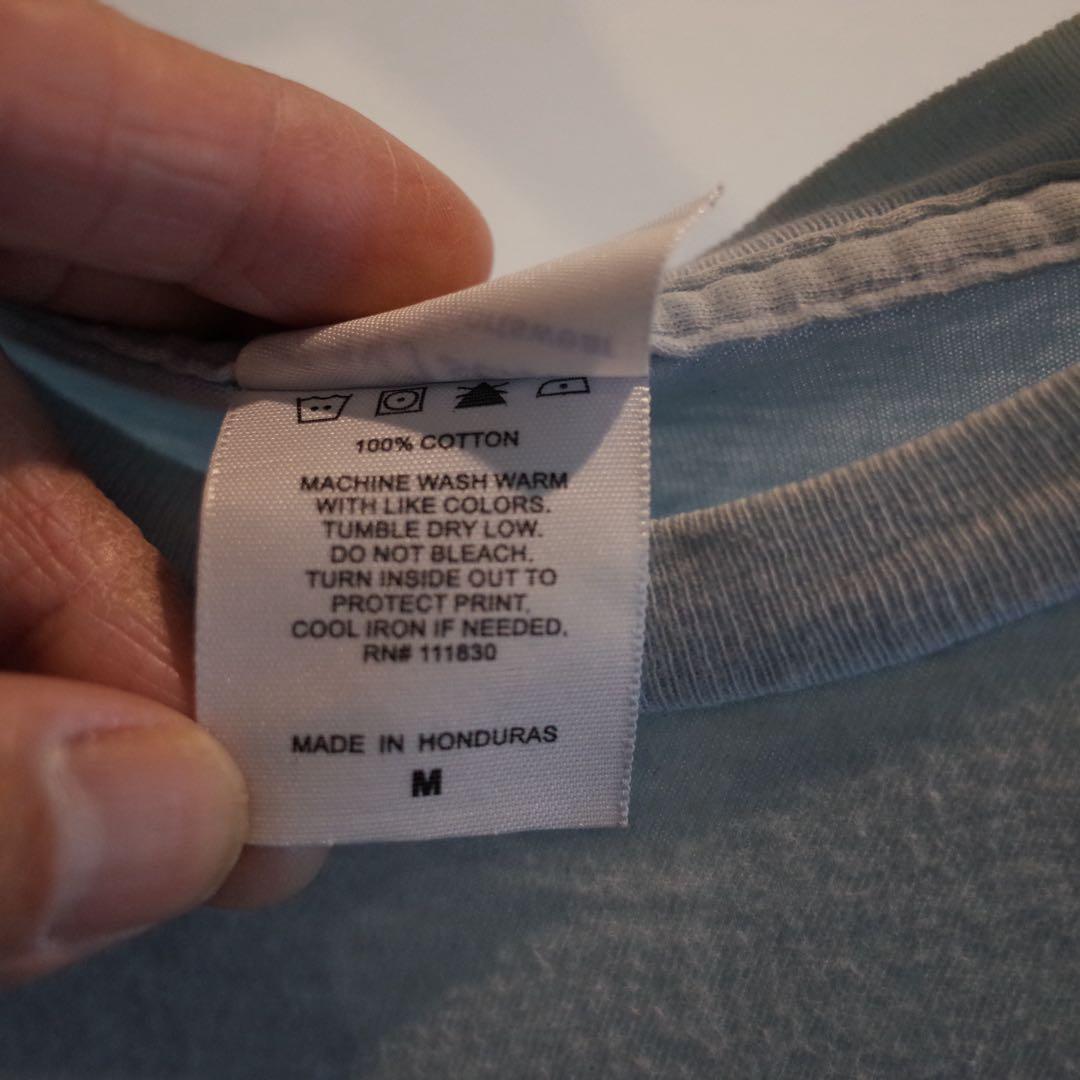 100% COTTON
MACHINE WASH WARM
WITH LIKE COLORS.
TUMBLE DRY LOW.
DO NOT BLEACH.
TURN INSIDE OUT TO
PROTECT PRINT.
COOL IRON IF NEEDED.
RN# 111830
MADE IN HONDURAS
M